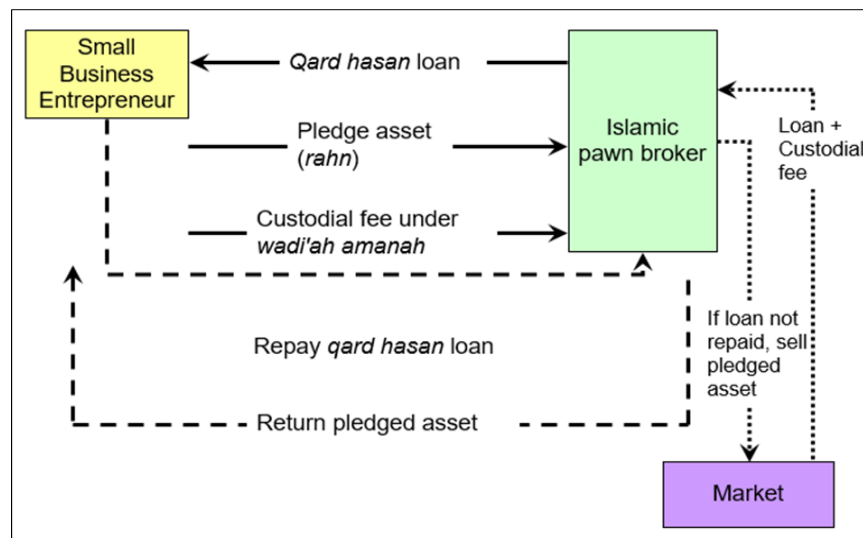 Small
Business
Entrepreneur
Qard hasan loan
Pledge asset
(rahn)
Custodial fee under
wadi'ah amanah
Islamic
pawn broker
Loan +
Custodial
fee
If loan not
repaid, sell
pledged
asset
Repay qard hasan loan
Return pledged asset
Market